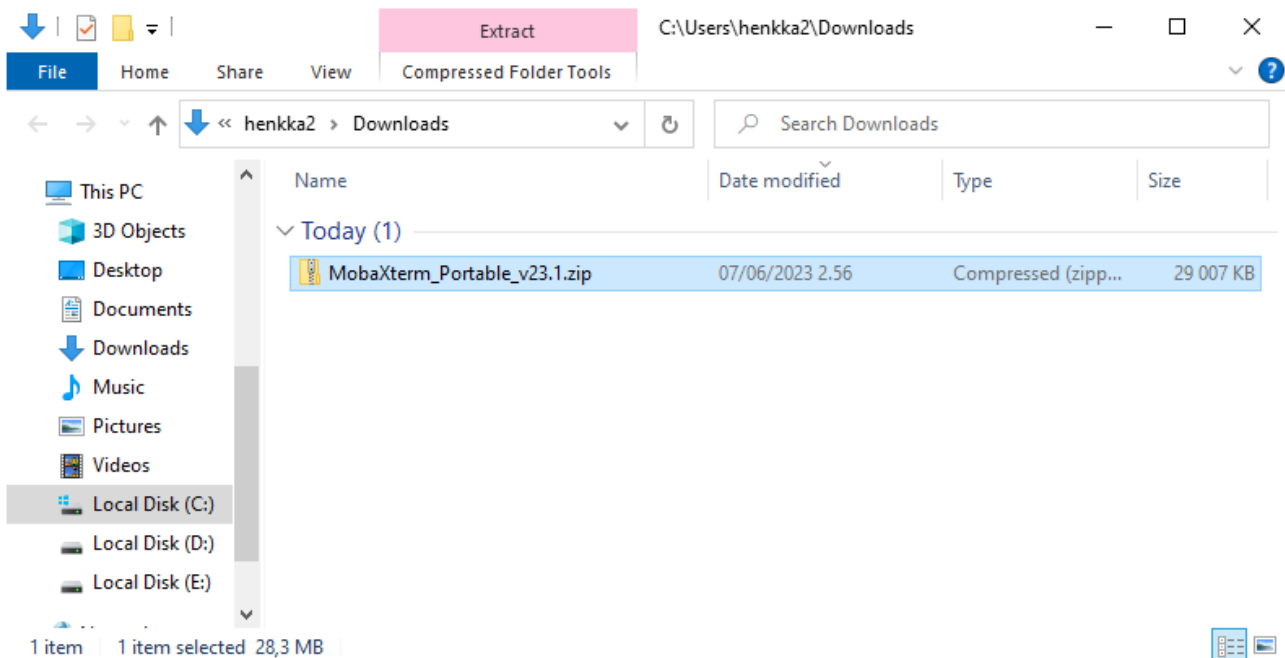 Extract
C:\Users\henkka2\Downloads
File
Home
Share
View
Compressed Folder Tools
?
« henkka2 › Downloads
Search Downloads
Name
Date modified
Type
Size
This PC
3D Objects
Desktop
Documents
Downloads
Music
Pictures
Videos
Local Disk (C:)
Local Disk (D:)
Local Disk (E:)
Today (1)
MobaXterm_Portable_v23.1.zip 07/06/2023 2.56 Compressed (zipp... 29 007 KB
1 item 1 item selected 28,3 MB